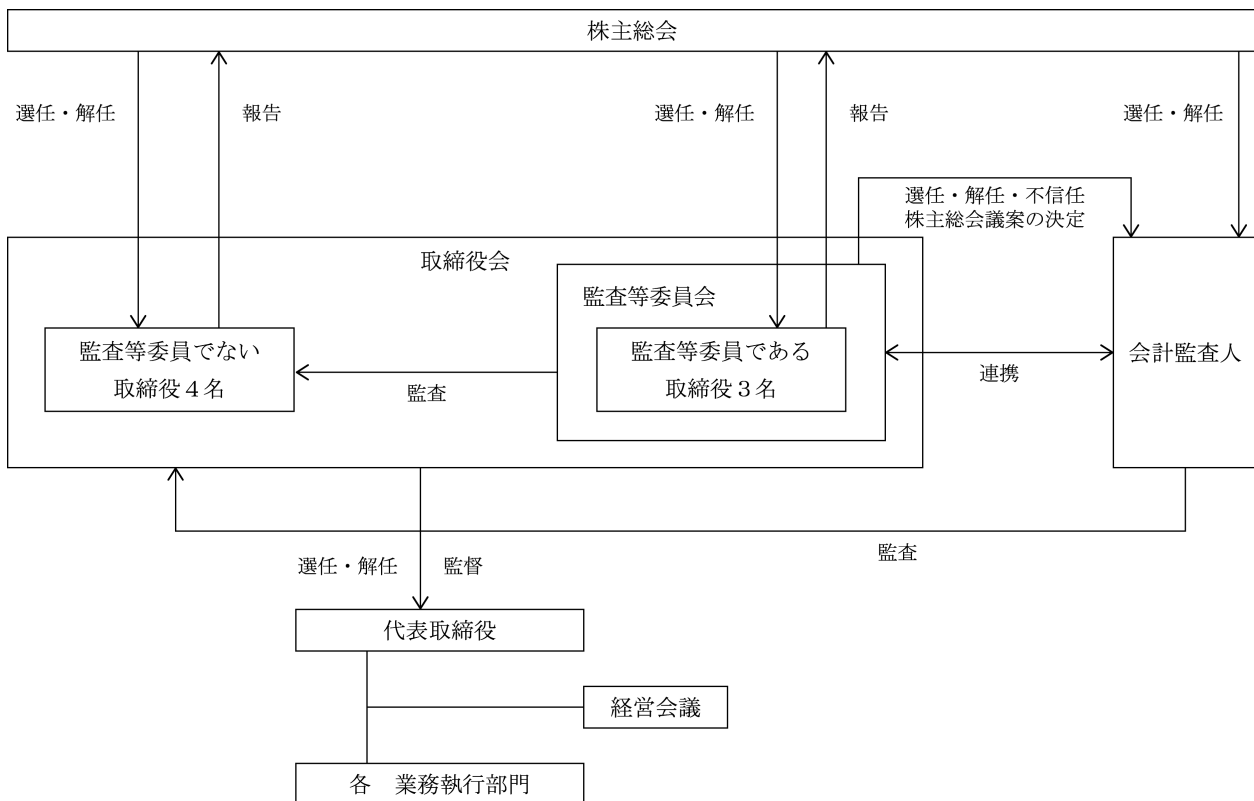 株主総会
選任・解任
報告
選任・解任
報告
選任・解任
選任・解任・不信任
株主総会議案の決定
取締役会
監査等委員会
監査等委員でない
取締役4名
監査
監査等委員である
取締役3名
連携
会計監査人
監査
選任・解任
監督
代表取締役
経営会議
各　業務執行部門